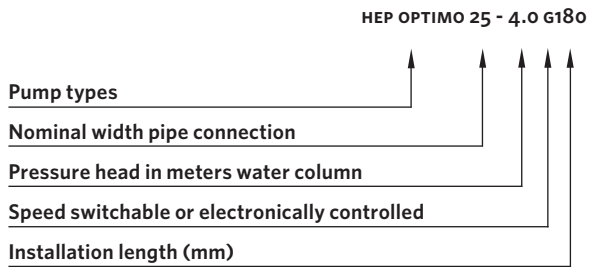 HEP OPTIMO 25 - 4.0 G180
Pump types
Nominal width pipe connection
Pressure head in meters water column
Speed switchable or electronically controlled
Installation length (mm)